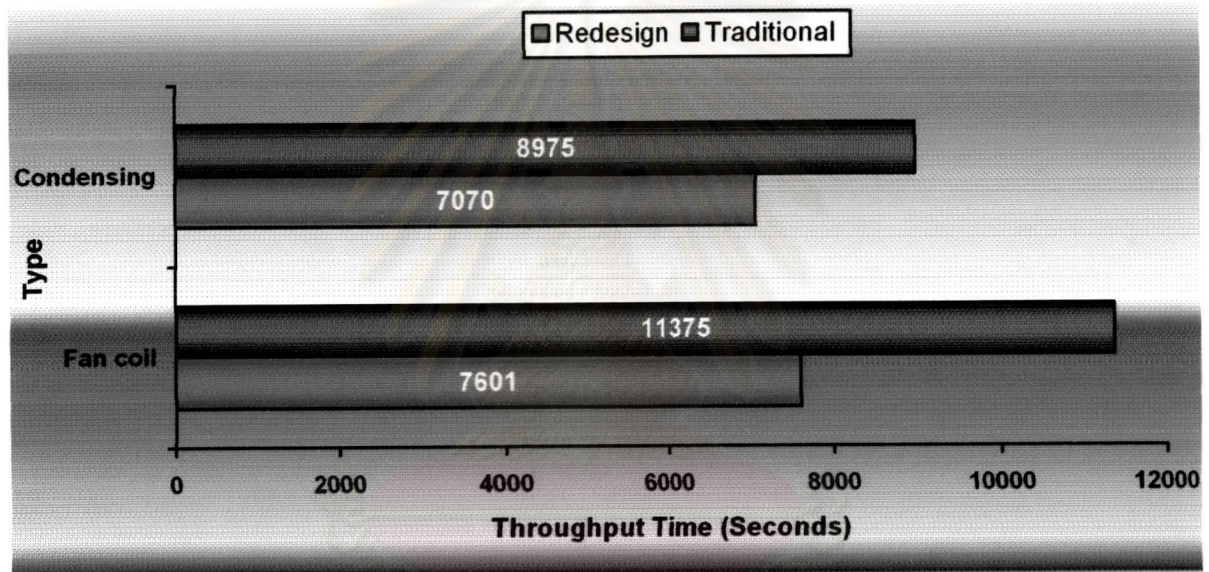 Redesign Traditional
Condensing
8975
7070
Type
Fan coil
11375
7601
0 2000 4000 6000 8000 10000 12000
Throughput Time (Seconds)